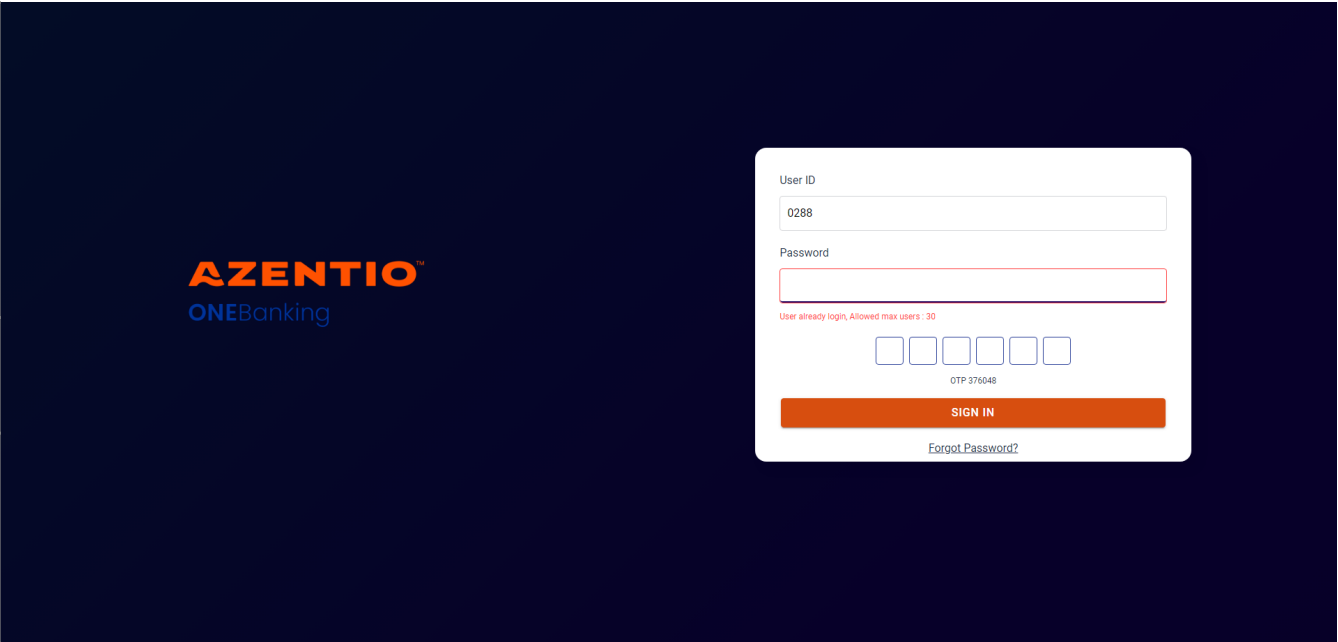 AZENTIO™
ONEBanking
User ID
0288
Password
User already login, Allowed max users : 30
OTP 376048
SIGN IN
Forgot Password?